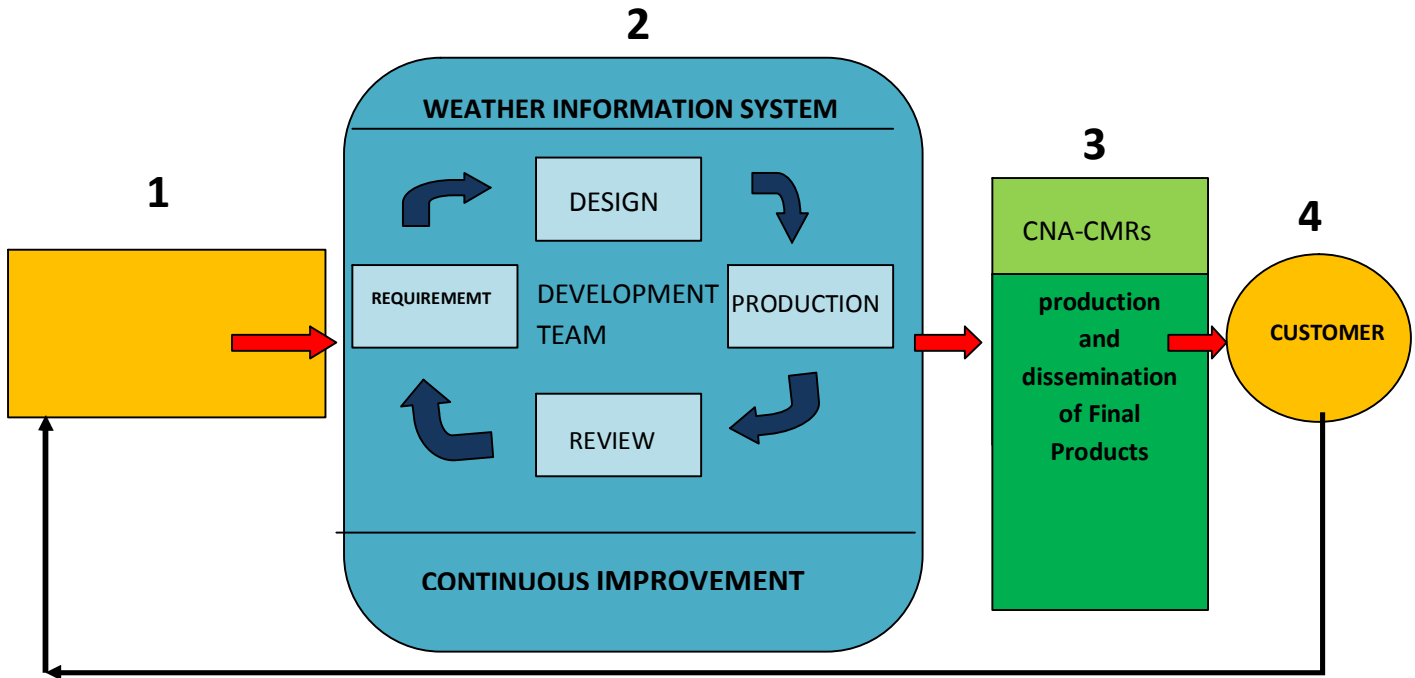 1
2
WEATHER INFORMATION SYSTEM
DESIGN
REQUIREMEMT
DEVELOPMENT
TEAM
PRODUCTION
REVIEW
CONTINUOUS IMPROVEMENT
3
CNA-CMRs
production
and
dissemination
of Final
Products
4
CUSTOMER